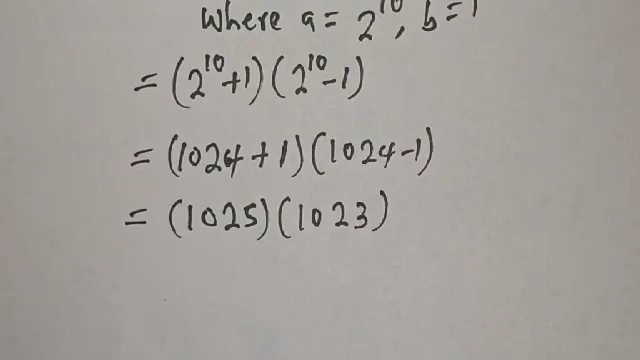 where a = 2^10, b = 1
= (2^10 + 1) (2^10 - 1)
= (1024 + 1) (1024 - 1)
= (1025) (1023)